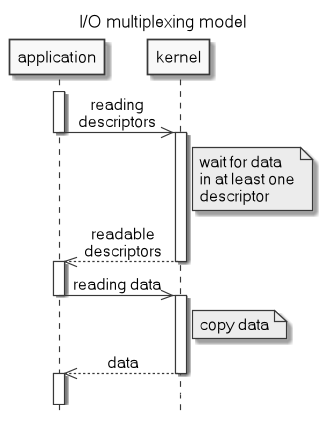 I/O multiplexing model
application
kernel
reading
descriptors
wait for data
in at least one
descriptor
readable
descriptors
reading data
copy data
data